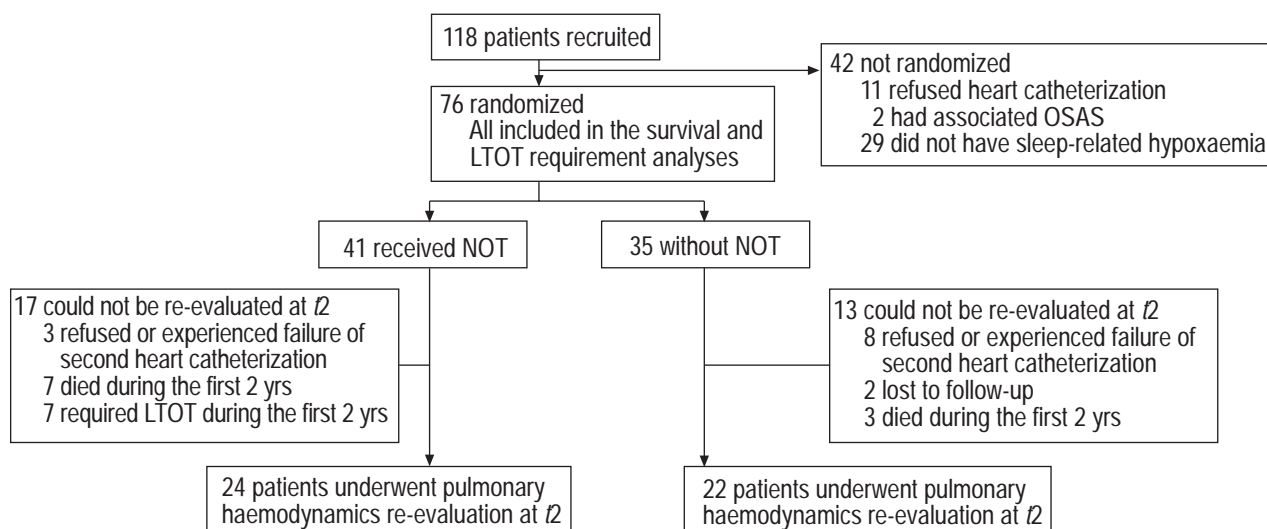 118 patients recruited
42 not randomized
11 refused heart catheterization
2 had associated OSAS
29 did not have sleep-related hypoxaemia
76 randomized
All included in the survival and
LTOT requirement analyses
41 received NOT
35 without NOT
17 could not be re-evaluated at t2
3 refused or experienced failure of
second heart catheterization
7 died during the first 2 yrs
7 required LTOT during the first 2 yrs
13 could not be re-evaluated at t2
8 refused or experienced failure of
second heart catheterization
2 lost to follow-up
3 died during the first 2 yrs
24 patients underwent pulmonary
haemodynamics re-evaluation at t2
22 patients underwent pulmonary
haemodynamics re-evaluation at t2